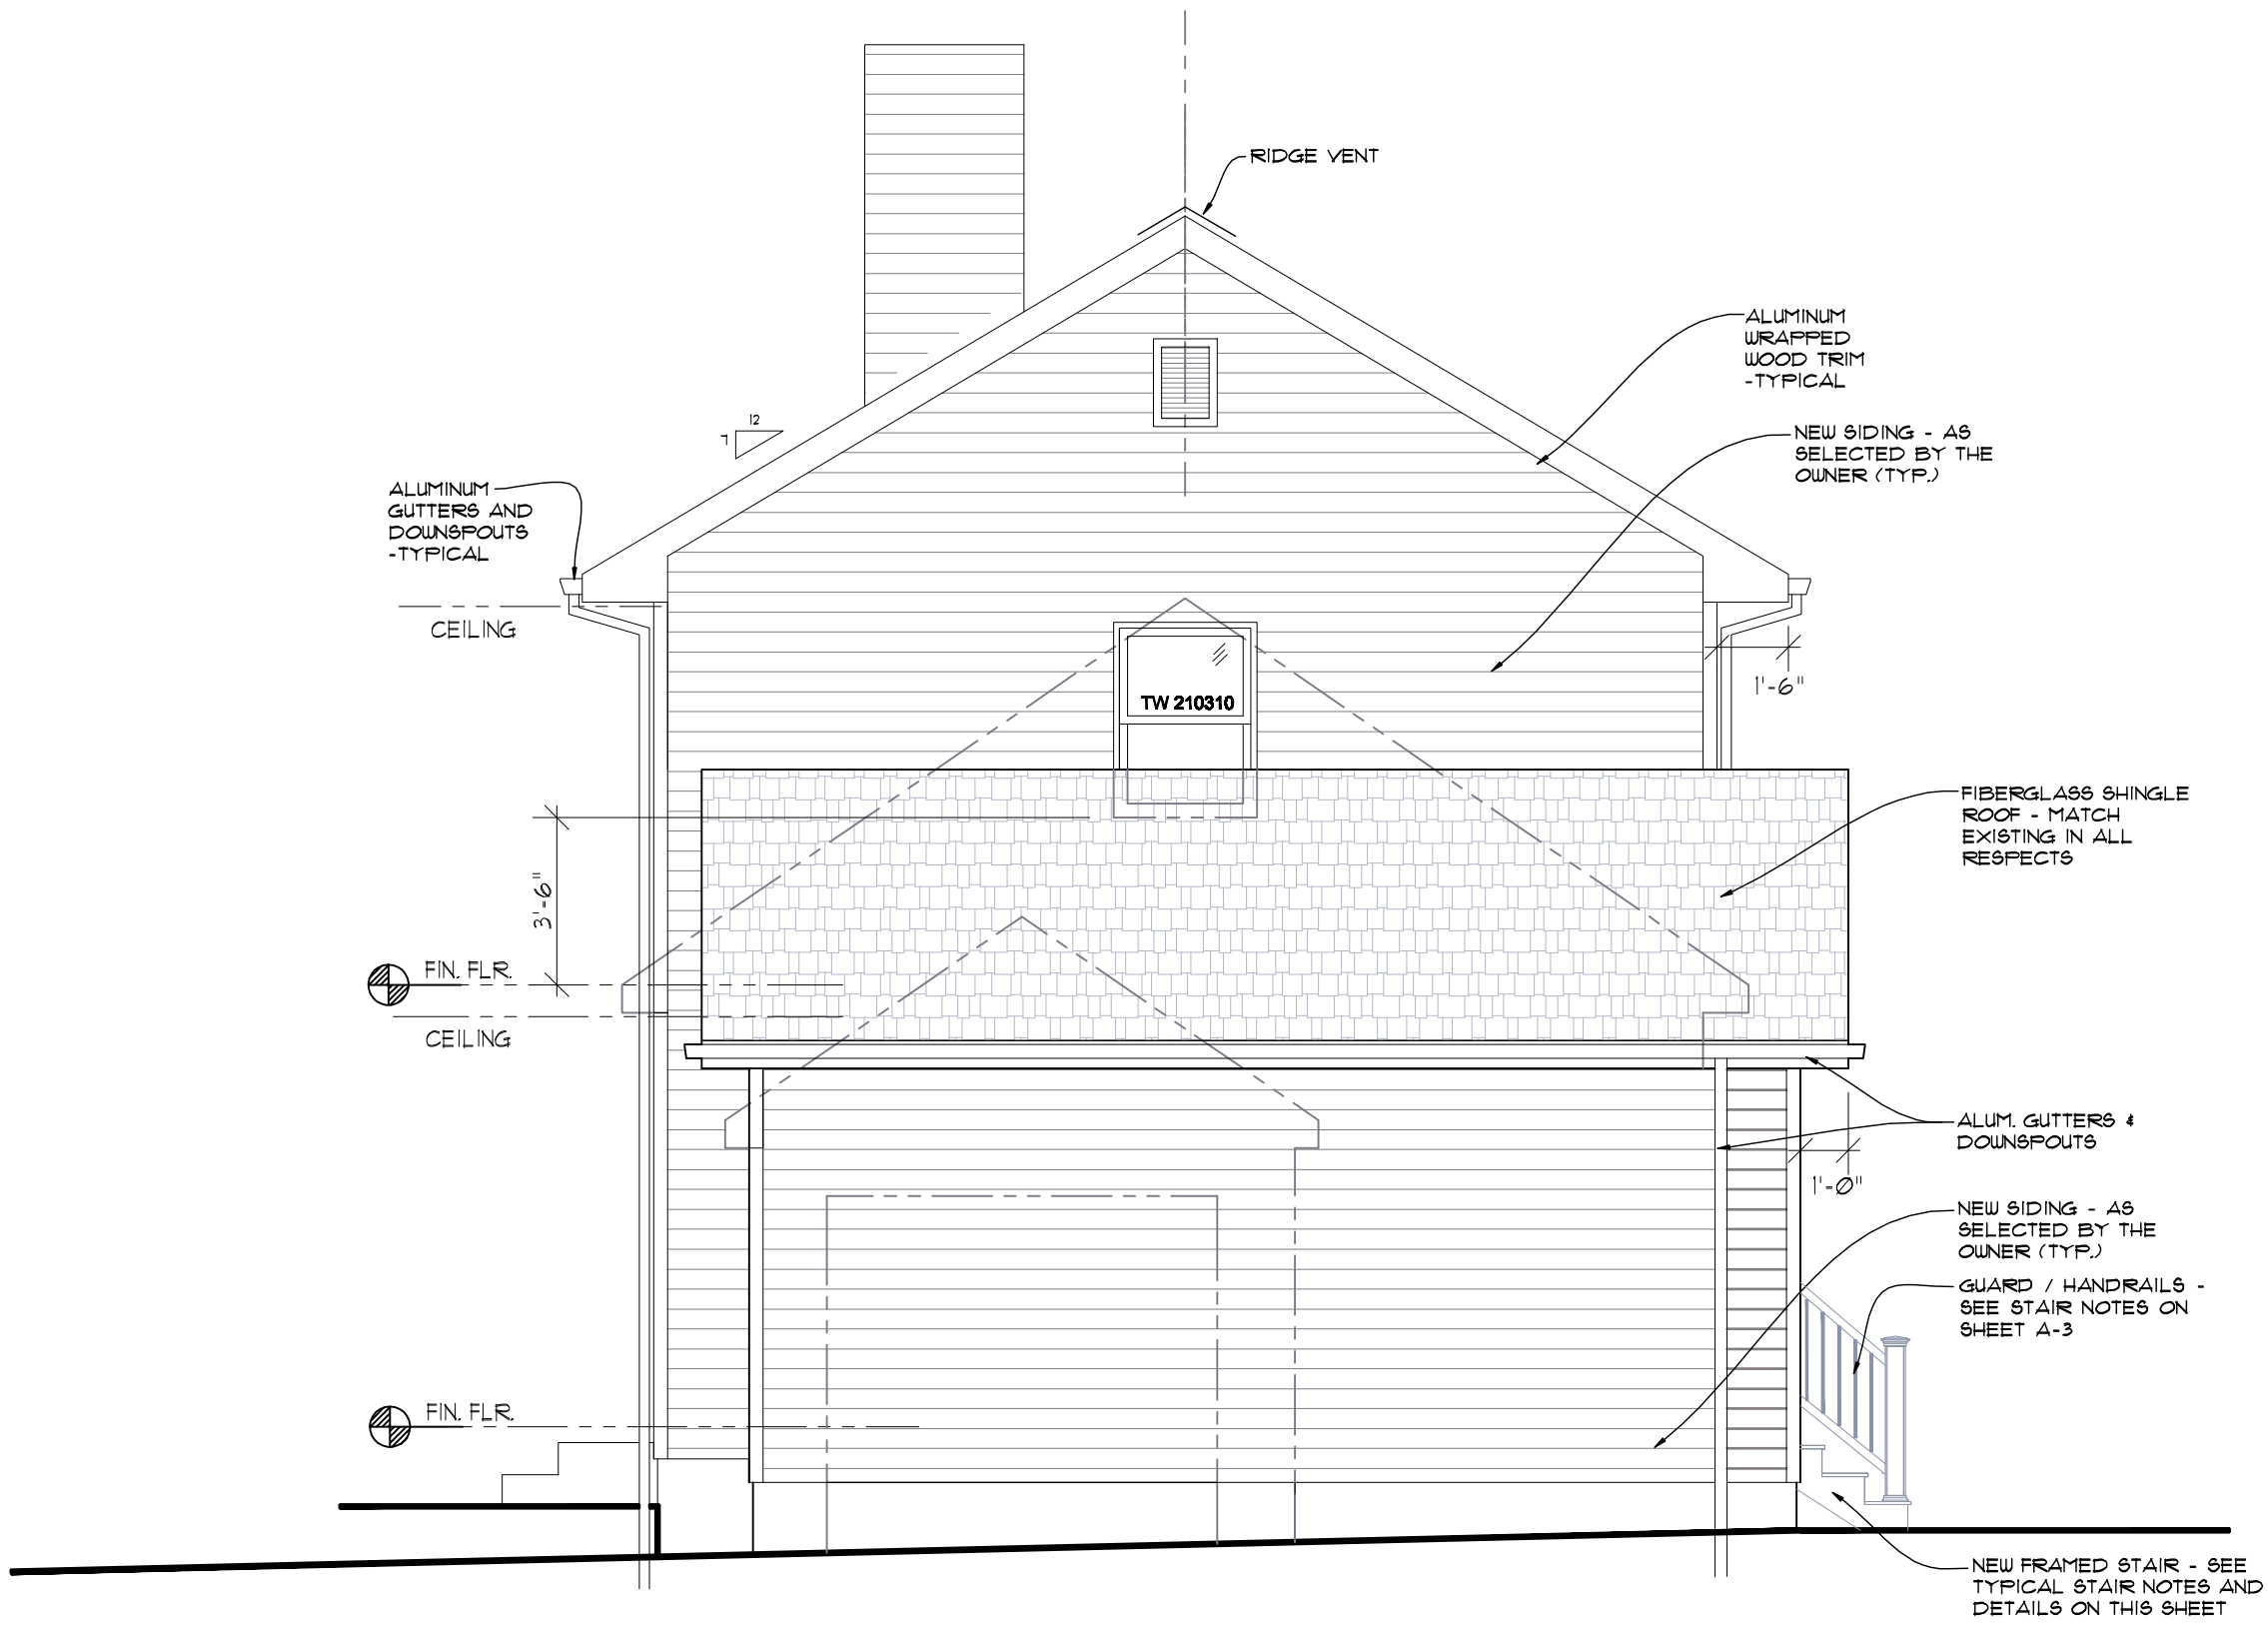 RIDGE VENT
ALUMINUM
WRAPPED
WOOD TRIM
-TYPICAL
12
7
NEW SIDING - AS
SELECTED BY THE
OWNER (TYP.)
ALUMINUM
GUTTERS AND
DOWNSPOUTS
-TYPICAL
CEILING
1'-6"
TW 210310
FIBERGLASS SHINGLE
ROOF - MATCH
EXISTING IN ALL
RESPECTS
3'-6"
FIN. FLR.
CEILING
ALUM. GUTTERS &
DOWNSPOUTS
1'-0"
NEW SIDING - AS
SELECTED BY THE
OWNER (TYP.)
GUARD / HANDRAILS -
SEE STAIR NOTES ON
SHEET A-3
FIN. FLR.
NEW FRAMED STAIR - SEE
TYPICAL STAIR NOTES AND
DETAILS ON THIS SHEET